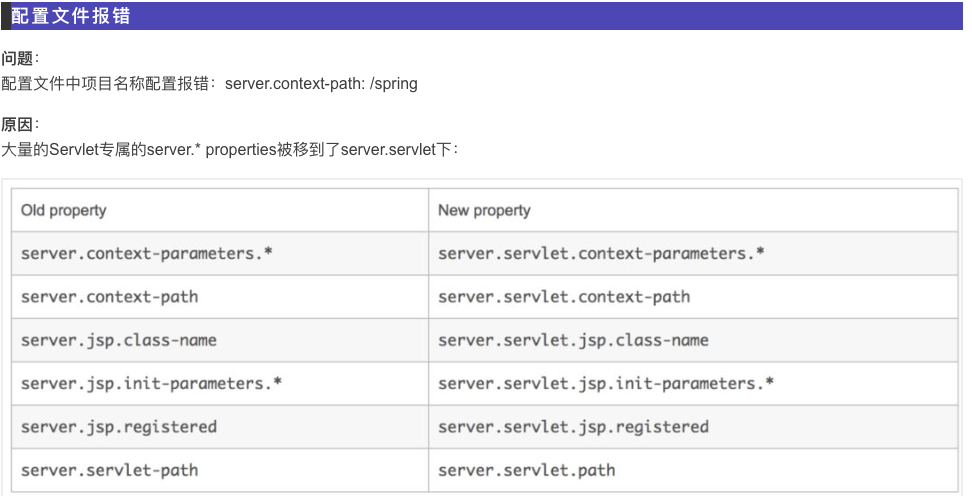 配置文件报错
问题：
配置文件中项目名称配置报错：server.context-path: /spring
原因：
大量的Servlet专属的server.* properties被移到了server.servlet下：
Old property New property
server.context-parameters.* server.servlet.context-parameters.*
server.context-path server.servlet.context-path
server.jsp.class-name server.servlet.jsp.class-name
server.jsp.init-parameters.* server.servlet.jsp.init-parameters.*
server.jsp.registered server.servlet.jsp.registered
server.servlet-path server.servlet.path